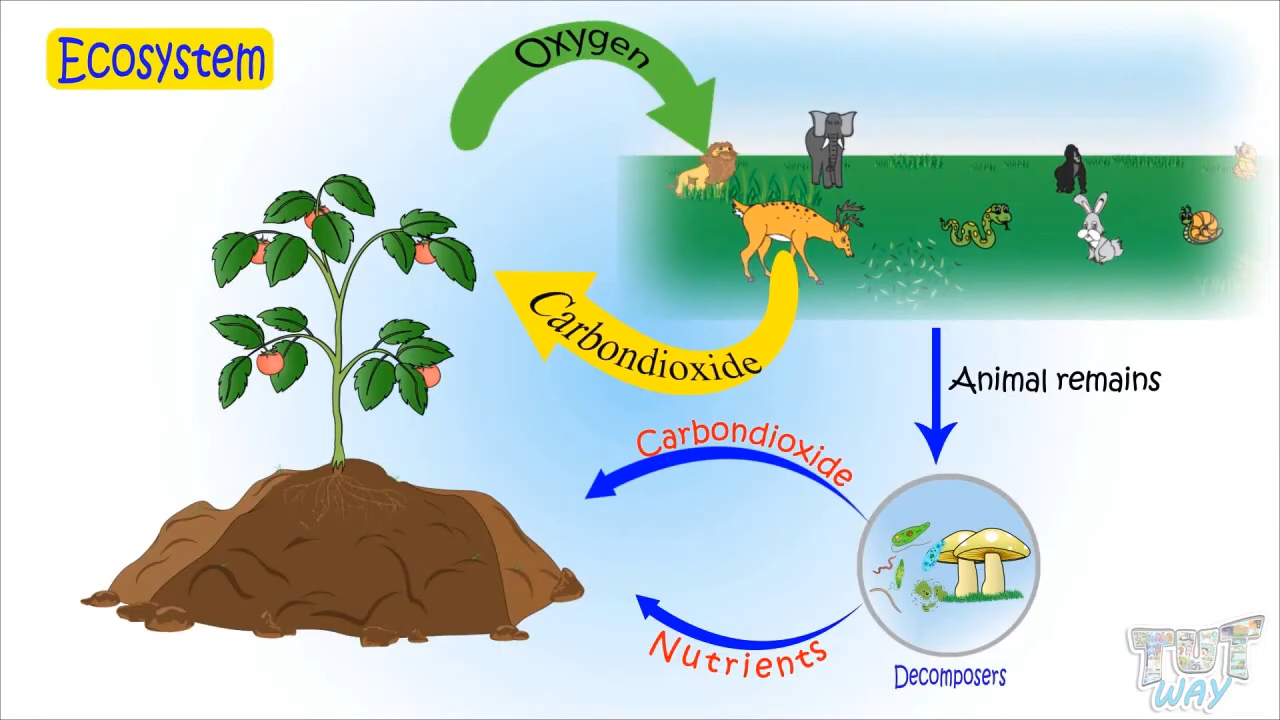 Ecosystem
Oxygen
Carbondioxide
Animal remains
Carbondioxide
Nutrients
Decomposers
TUT
WAY